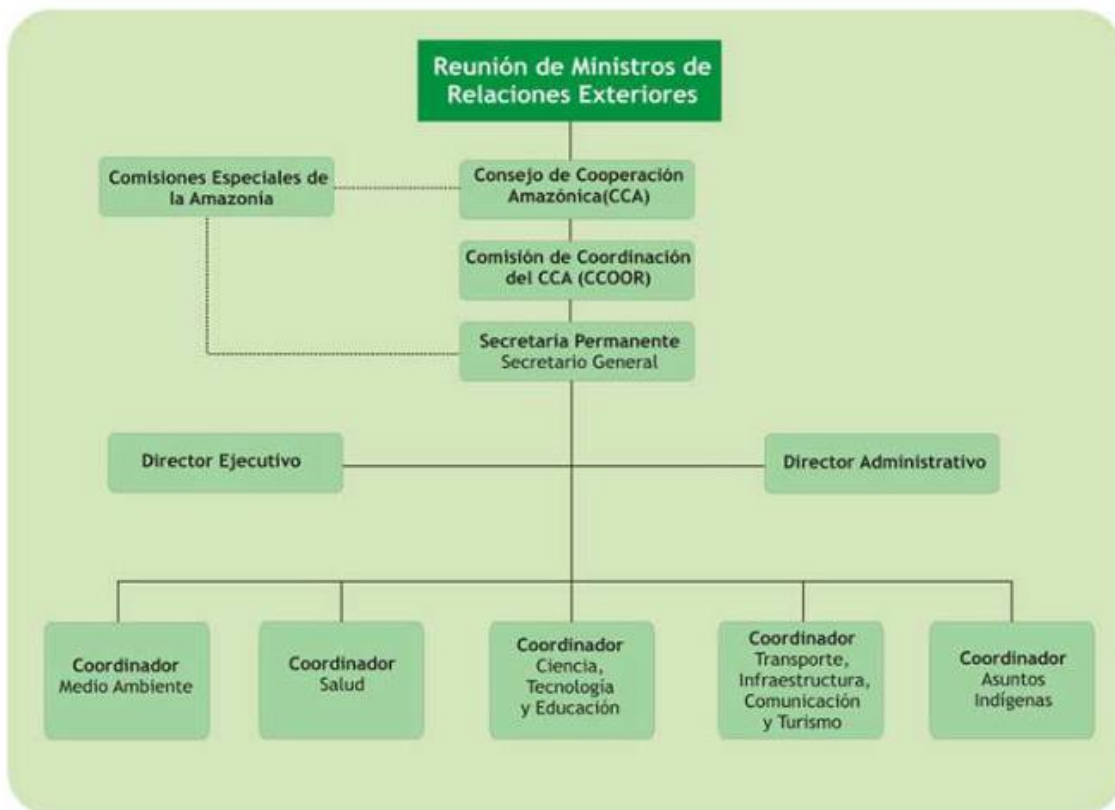 Reunión de Ministros de
Relaciones Exteriores
Comisiones Especiales de
la Amazonía
Consejo de Cooperación
Amazónica(CCA)
Comisión de Coordinación
del CCA (CCOOR)
Secretaría Permanente
Secretario General
Director Ejecutivo
Director Administrativo
Coordinador
Medio Ambiente
Coordinador
Salud
Coordinador
Ciencia,
Tecnología
y Educación
Coordinador
Transporte,
Infraestructura,
Comunicación
y Turismo
Coordinador
Asuntos
Indígenas